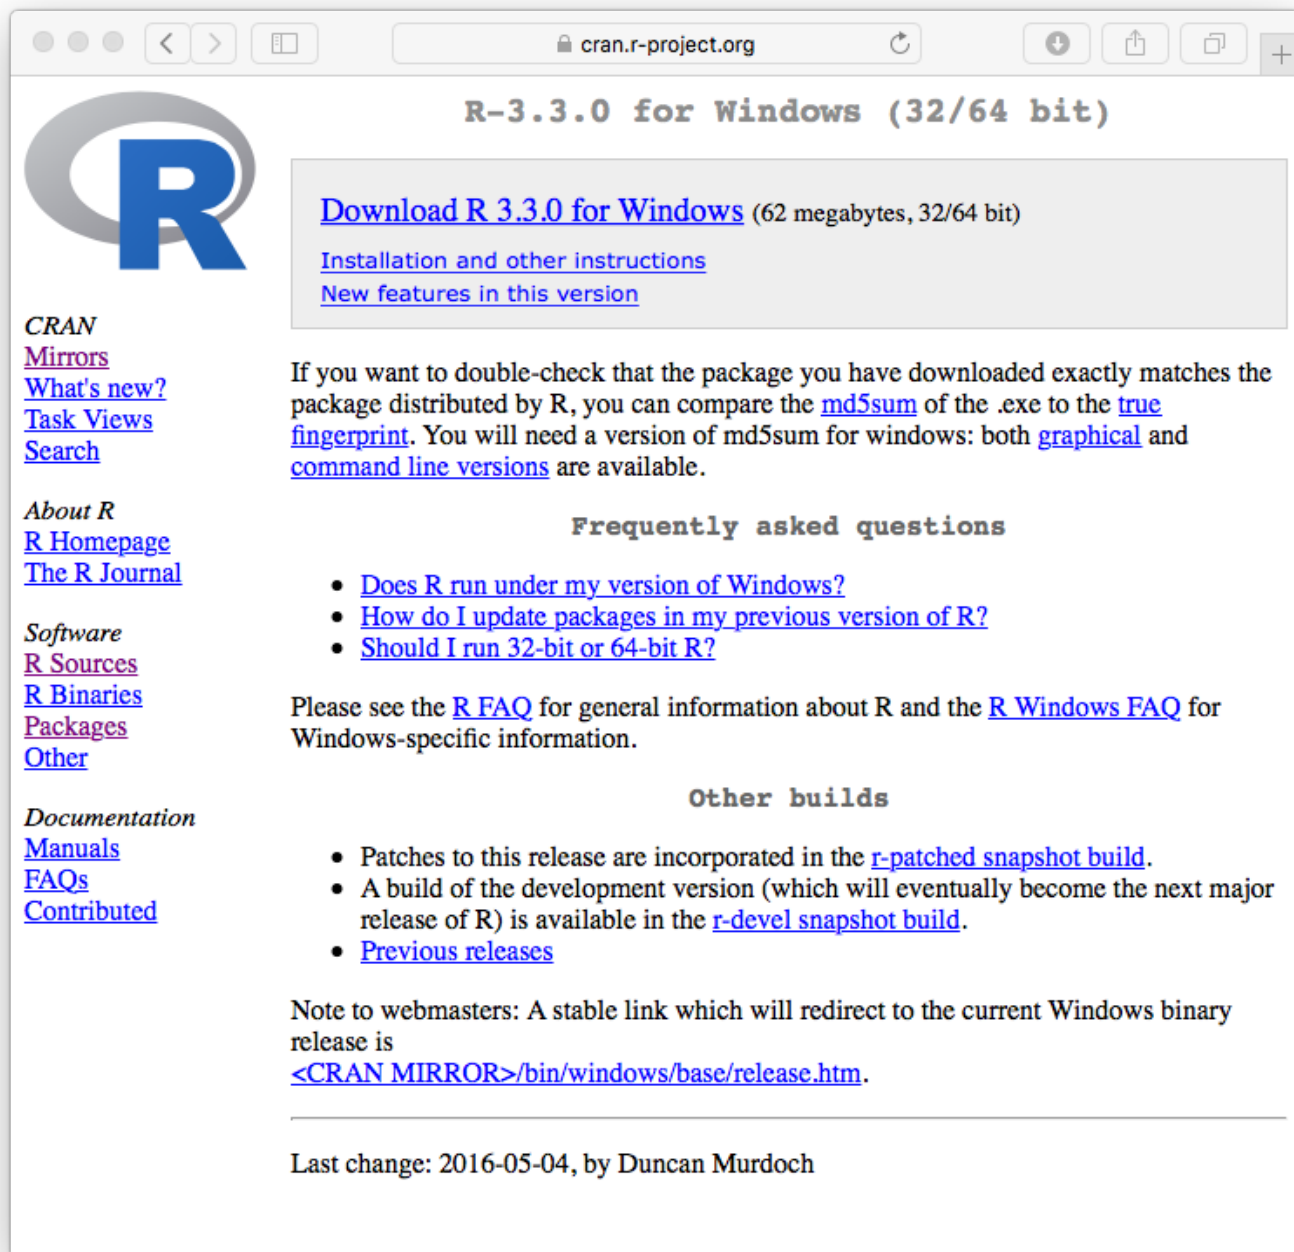 cran.r-project.org
R
R-3.3.0 for Windows (32/64 bit)
Download R 3.3.0 for Windows (62 megabytes, 32/64 bit)
Installation and other instructions
New features in this version
CRAN
Mirrors
What's new?
Task Views
Search
About R
R Homepage
The R Journal
Software
R Sources
R Binaries
Packages
Other
Documentation
Manuals
FAQs
Contributed
If you want to double-check that the package you have downloaded exactly matches the
package distributed by R, you can compare the md5sum of the .exe to the true
fingerprint. You will need a version of md5sum for windows: both graphical and
command line versions are available.
Frequently asked questions
• Does R run under my version of Windows?
• How do I update packages in my previous version of R?
• Should I run 32-bit or 64-bit R?
Please see the R FAQ for general information about R and the R Windows FAQ for
Windows-specific information.
Other builds
• Patches to this release are incorporated in the r-patched snapshot build.
• A build of the development version (which will eventually become the next major
release of R) is available in the r-devel snapshot build.
• Previous releases
Note to webmasters: A stable link which will redirect to the current Windows binary
release is
<CRAN MIRROR>/bin/windows/base/release.htm.
Last change: 2016-05-04, by Duncan Murdoch